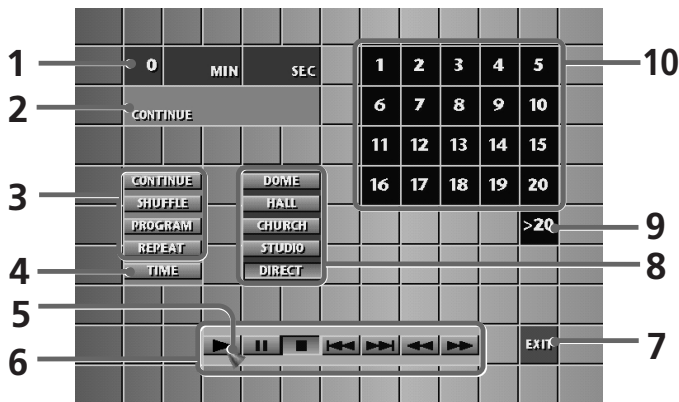 1
0 MIN SEC
2
CONTINUE
3
CONTINUE
SHUFFLE
PROGRAM
REPEAT
4
TIME
DOME
HALL
CHURCH
STUDIO
DIRECT
8
1 2 3 4 5
6 7 8 9 10
11 12 13 14 15
16 17 18 19 20
10
>20
9
5
6
EXIT
7